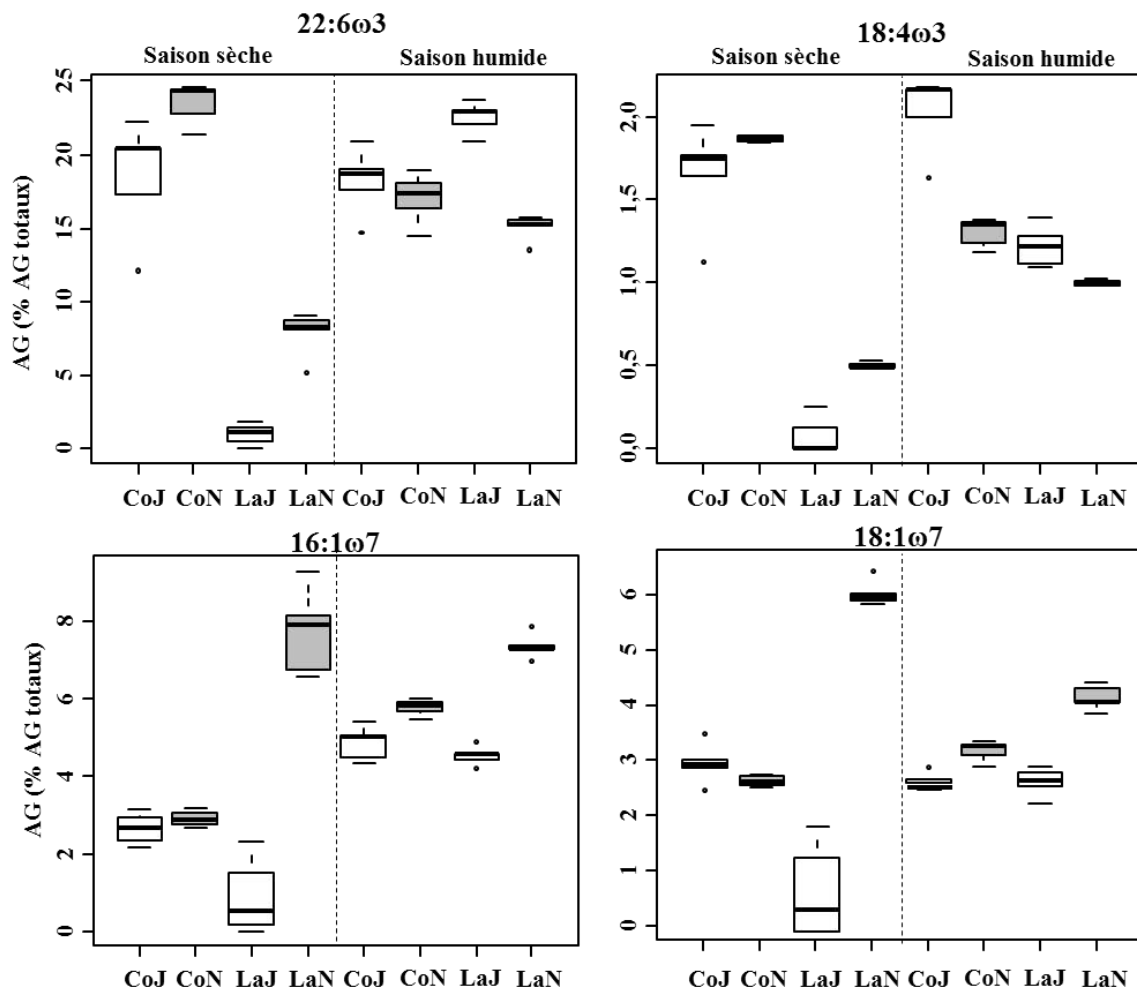 22:6ω3
Saison sèche Saison humide
AG (% AG totaux)
25
20
15
10
5
0
CoJ CoN LaJ LaN CoJ CoN LaJ LaN
18:4ω3
Saison sèche Saison humide
2,0
1,5
1,0
0,5
0,0
CoJ CoN LaJ LaN CoJ CoN LaJ LaN
16:1ω7
AG (% AG totaux)
8
6
4
2
0
CoJ CoN LaJ LaN CoJ CoN LaJ LaN
18:1ω7
6
5
4
3
2
1
0
CoJ CoN LaJ LaN CoJ CoN LaJ LaN